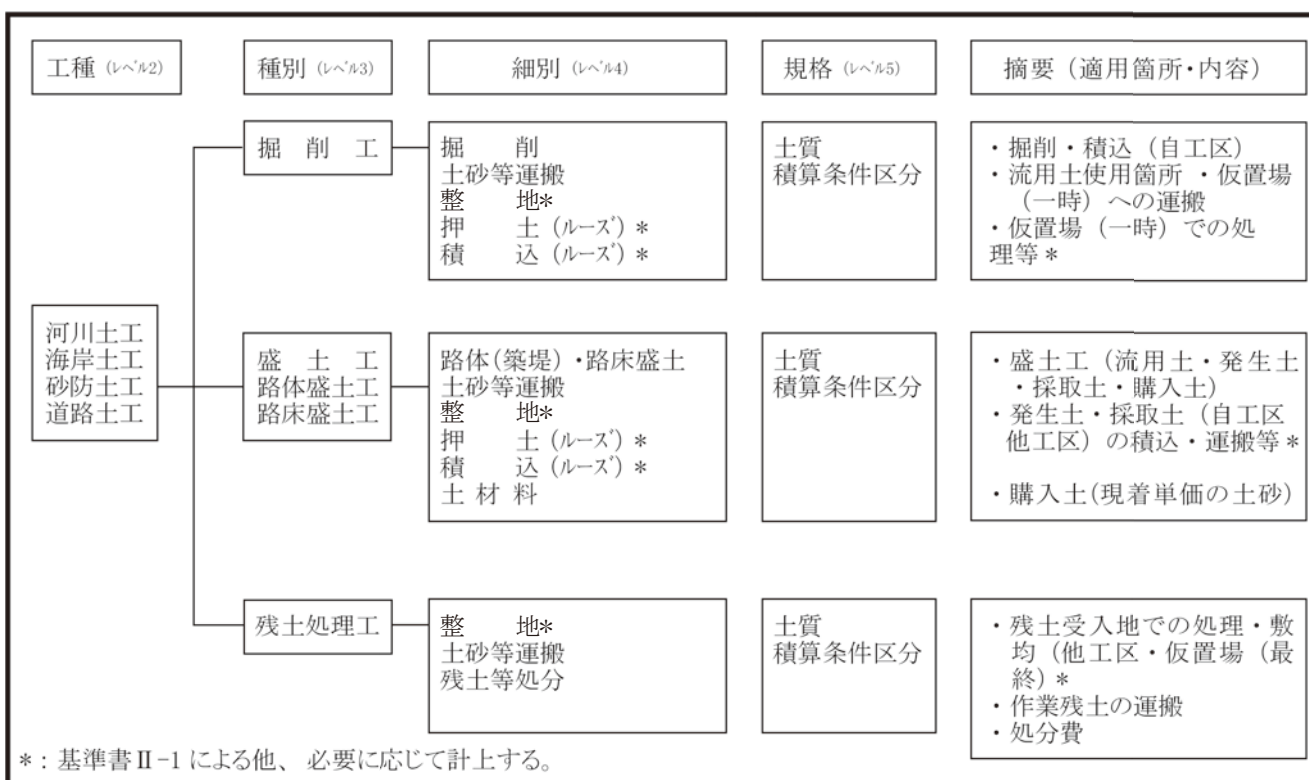 工種 (レベル2)
種別 (レベル3)
細別 (レベル4)
規格 (レベル5)
摘要 (適用箇所・内容)
河川土工
海岸土工
砂防土工
道路土工
掘削工
掘削
土砂等運搬
整地*
押土 (ルーズ) *
積込 (ルーズ) *
土質
積算条件区分
・掘削・積込 (自工区)
・流用土使用箇所 ・仮置場
(一時) への運搬
・仮置場 (一時) での処
理等 *
盛土工
路体盛土工
路床盛土工
路体(築堤) ・路床盛土
土砂等運搬
整地*
押土 (ルーズ) *
積込 (ルーズ) *
土材料
土質
積算条件区分
・盛土工 (流用土・発生土
・採取土・購入土)
・発生土・採取土 (自工区
他工区) の積込・運搬等 *
・購入土(現着単価の土砂)
残土処理工
整地*
土砂等運搬
残土等処分
土質
積算条件区分
・残土受入地での処理・敷
均 (他工区・仮置場 (最
終) *
・作業残土の運搬
・処分費
* : 基準書Ⅱ-1 による他、 必要に応じて計上する。